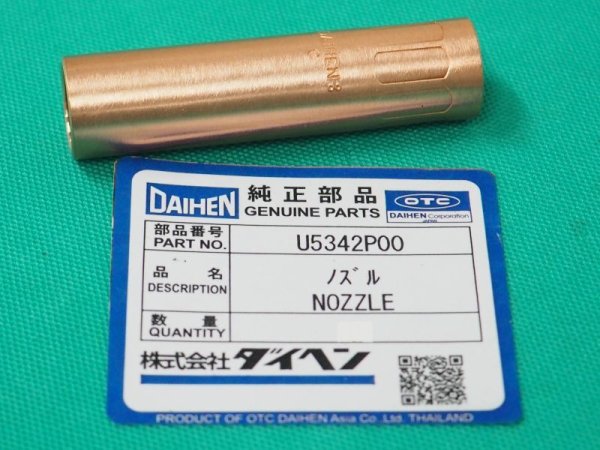 DAIHEN
純正部品
GENUINE PARTS
OTC
DAIHEN Corporation
JAPAN
部品番号
PART NO.
U5342P00
品名
DESCRIPTION
ノズル
NOZZLE
数量
QUANTITY
株式会社ダイヘン
PRODUCT OF OTC DAIHEN Asia Co.,Ltd. THAILAND